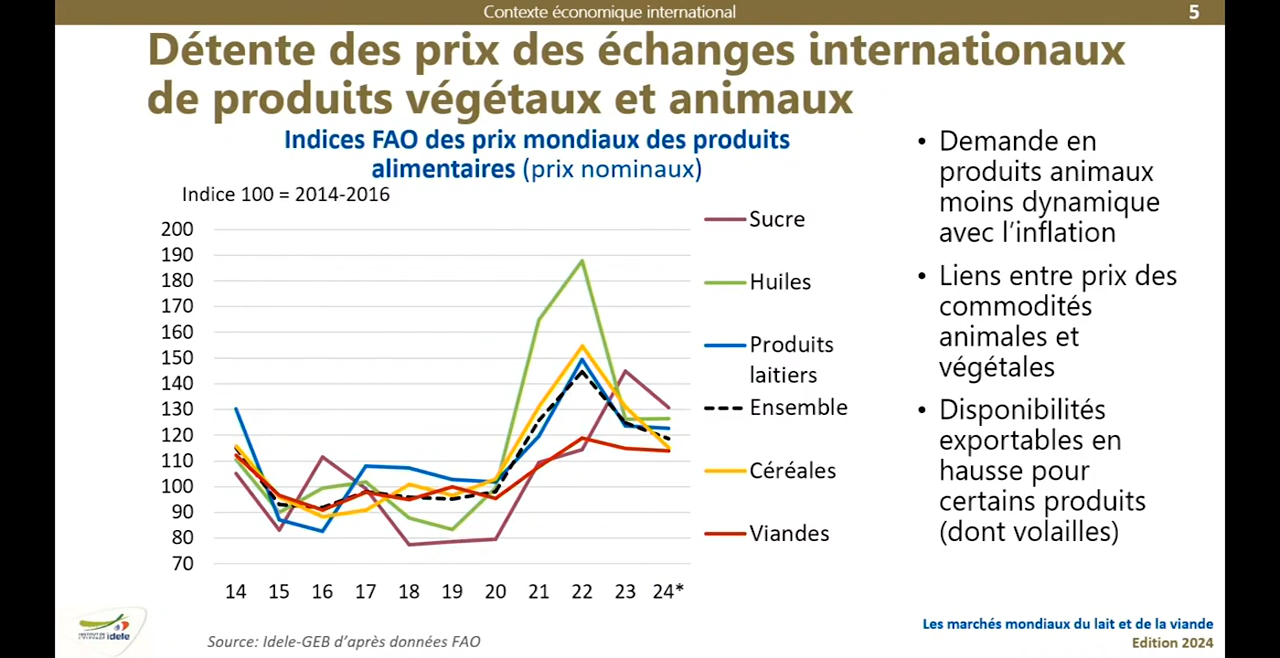 Contexte économique international
5
Détente des prix des échanges internationaux
de produits végétaux et animaux
Indices FAO des prix mondiaux des produits
alimentaires (prix nominaux)
Indice 100 = 2014-2016
200
190
180
170
160
150
140
130
120
110
100
90
80
70
14 15 16 17 18 19 20 21 22 23 24*
Sucre
Huiles
Produits
laitiers
Ensemble
Céréales
Viandes
• Demande en
produits animaux
moins dynamique
avec l'inflation
• Liens entre prix des
commodités
animales et
végétales
• Disponibilités
exportables en
hausse pour
certains produits
(dont volailles)
idele
Source: Idele-GEB d'après données FAO
Les marchés mondiaux du lait et de la viande
Edition 2024